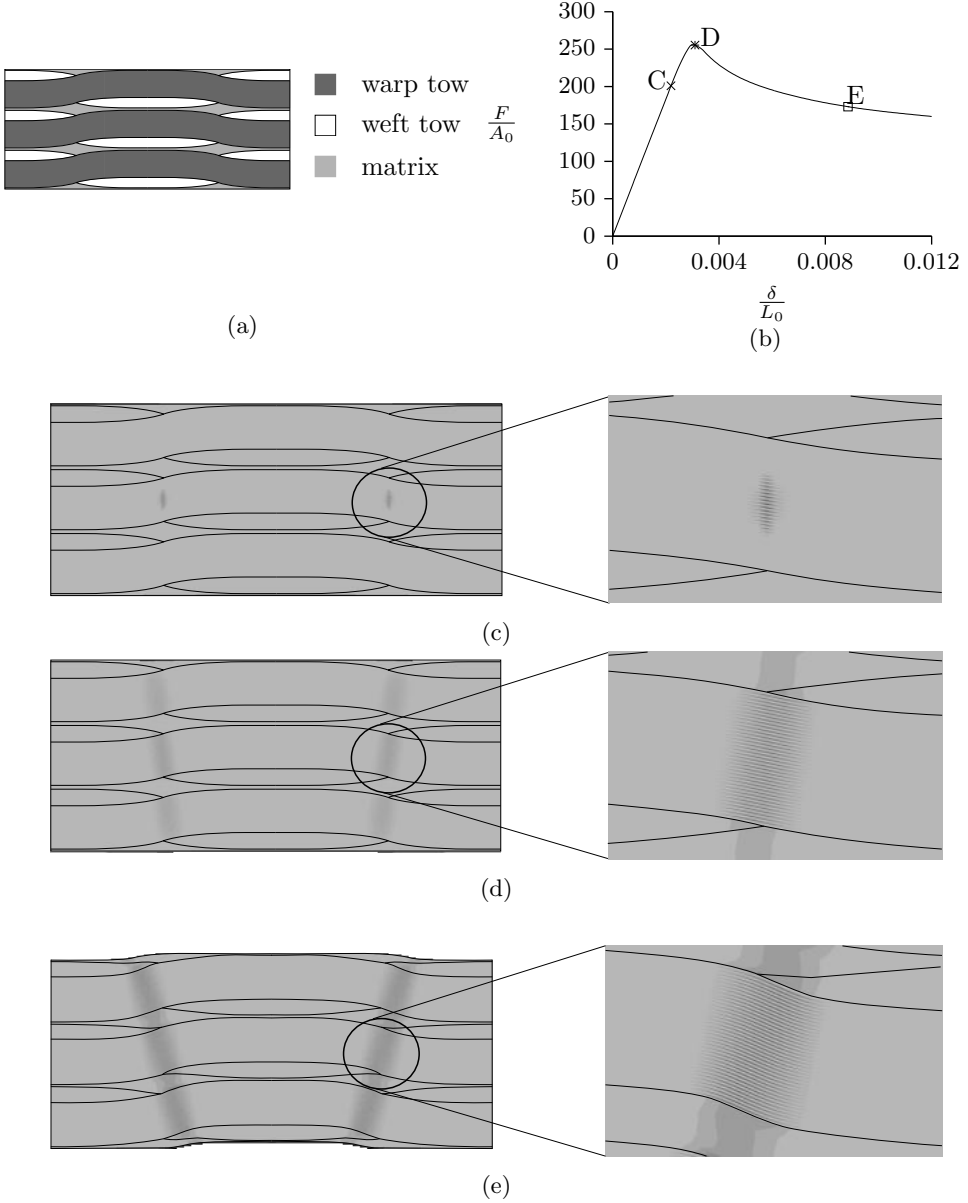 warp tow
weft tow
matrix
(a)
F
A₀
300
250
200
150
100
50
0
C
D
E
0
0.004
0.008
0.012
δ
L₀
(b)
(c)
(d)
(e)